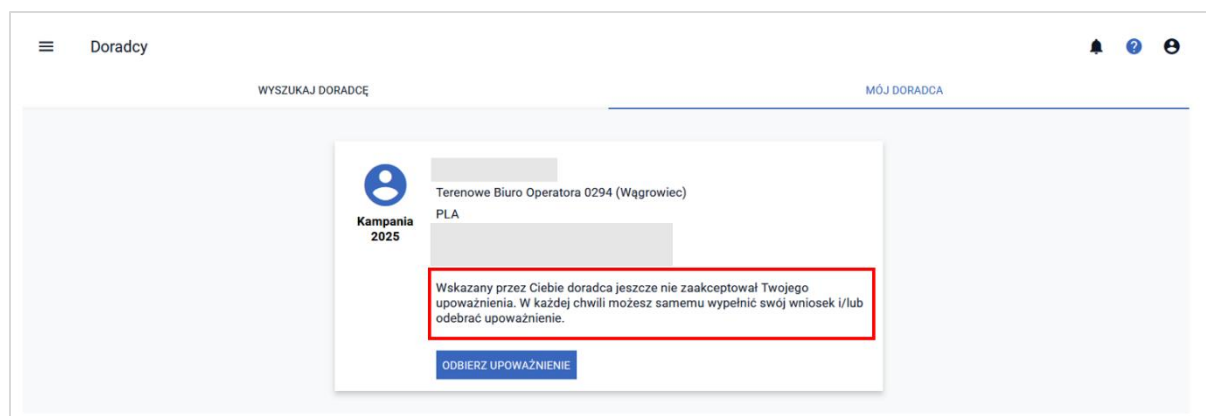 Doradcy
WYSZUKAJ DORADCĘ
MÓJ DORADCA
Kampania
2025
Terenowe Biuro Operatora 0294 (Wągrowiec)
PLA
Wskazany przez Ciebie doradca jeszcze nie zaakceptował Twojego
upoważnienia. W każdej chwili możesz samemu wypełnić swój wniosek i/lub
odebrać upoważnienie.
ODBIERZ UPOWAŻNIENIE